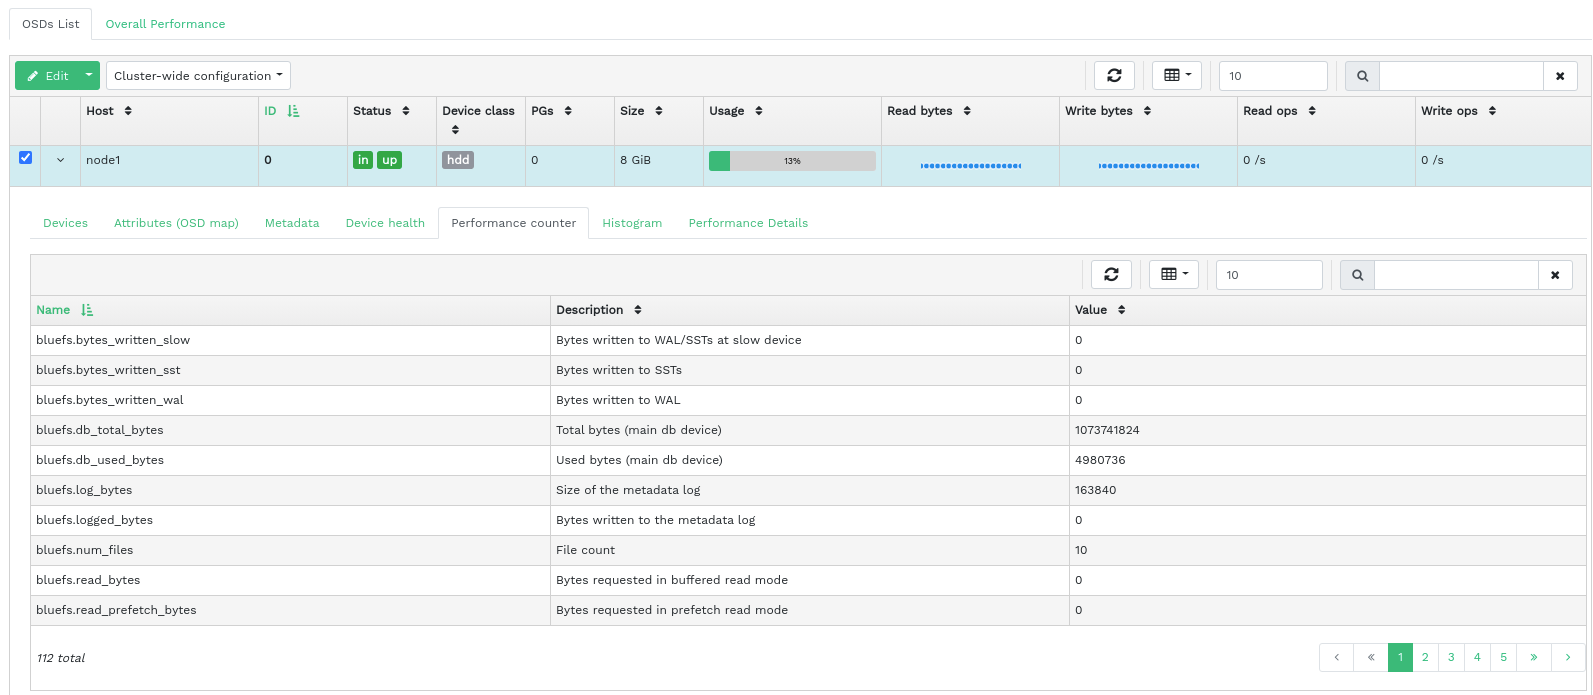 OSDs List Overall Performance
Edit Cluster-wide configuration 10
Host ID Status Device class PGs Size Usage Read bytes Write bytes Read ops Write ops
node1 0 in up hdd 0 8 GiB 13% 0 /s 0 /s
Devices Attributes (OSD map) Metadata Device health Performance counter Histogram Performance Details
10
Name Description Value
bluefs.bytes_written_slow Bytes written to WAL/SSTs at slow device 0
bluefs.bytes_written_sst Bytes written to SSTs 0
bluefs.bytes_written_wal Bytes written to WAL 0
bluefs.db_total_bytes Total bytes (main db device) 1073741824
bluefs.db_used_bytes Used bytes (main db device) 4980736
bluefs.log_bytes Size of the metadata log 163840
bluefs.logged_bytes Bytes written to the metadata log 0
bluefs.num_files File count 10
bluefs.read_bytes Bytes requested in buffered read mode 0
bluefs.read_prefetch_bytes Bytes requested in prefetch read mode 0
112 total ‹ « 1 2 3 4 5 » ›